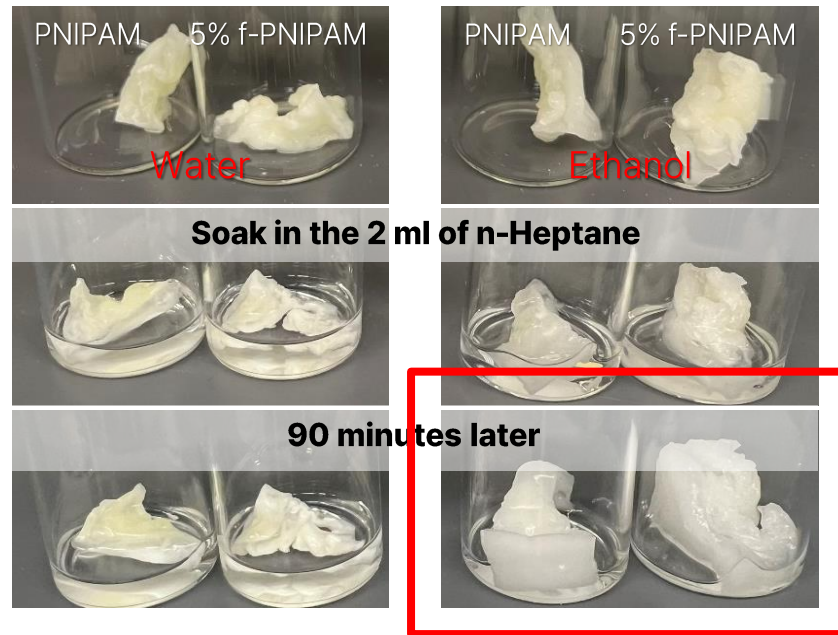 PNIPAM 5% f-PNIPAM
Water
PNIPAM 5% f-PNIPAM
Ethanol
Soak in the 2 ml of n-Heptane
90 minutes later